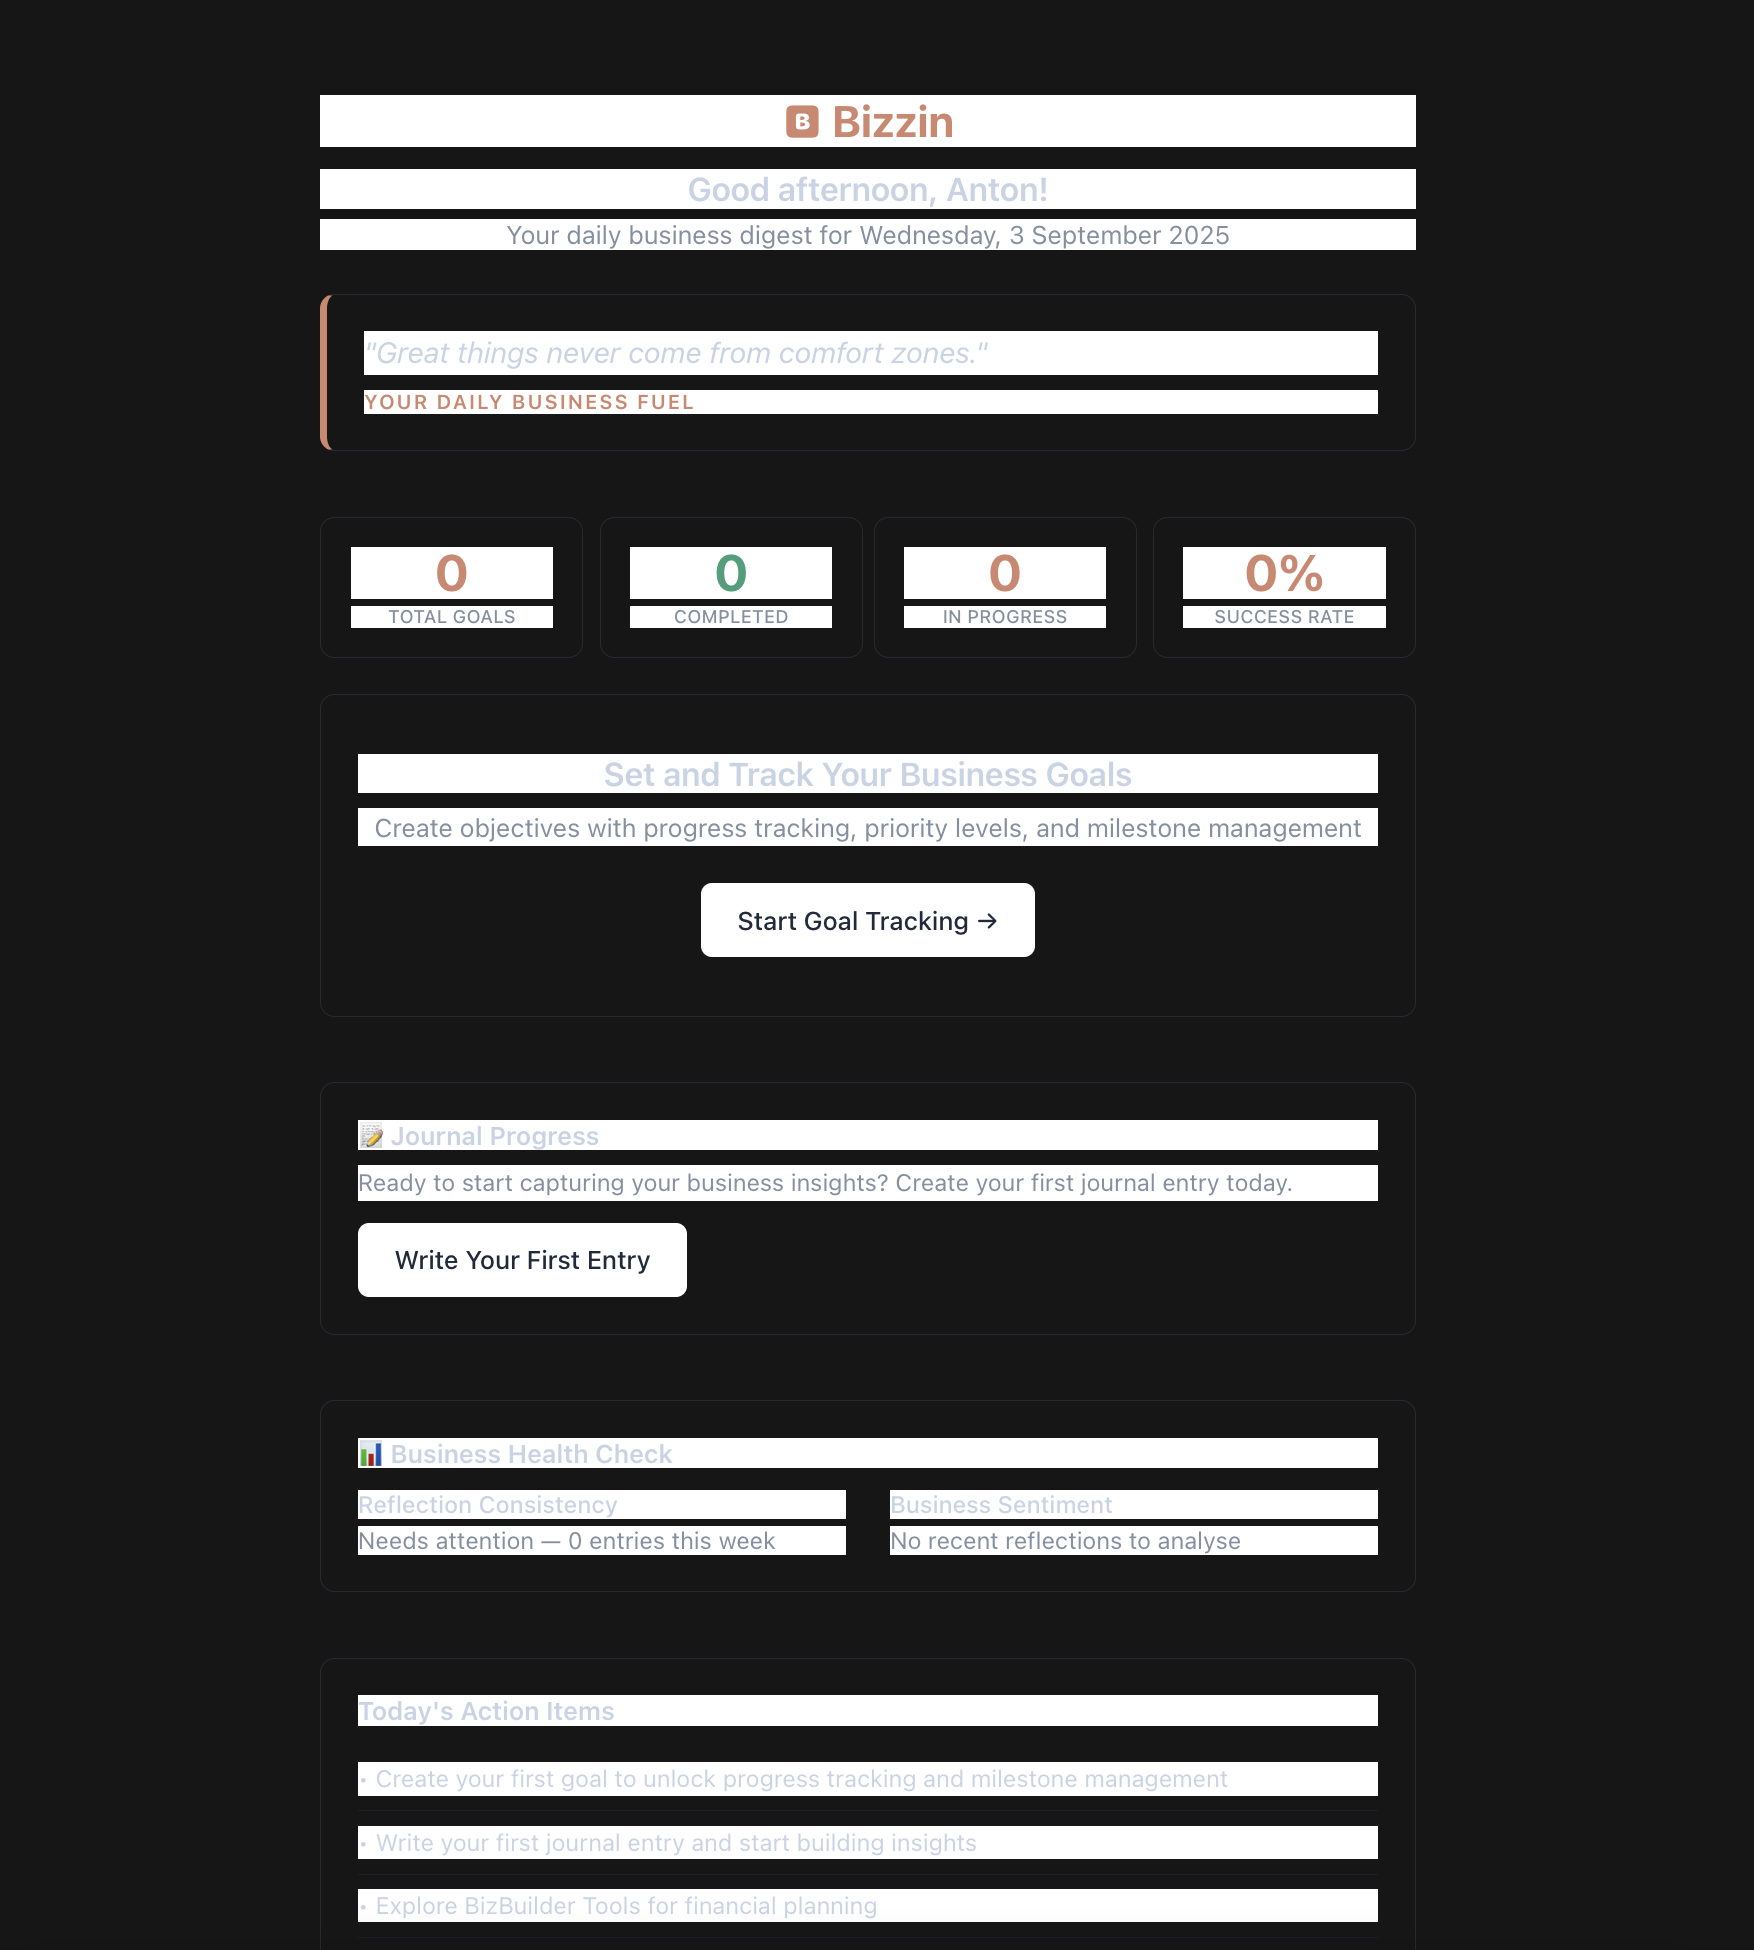 B Bizzin
Good afternoon, Anton!
Your daily business digest for Wednesday, 3 September 2025
"Great things never come from comfort zones."
YOUR DAILY BUSINESS FUEL
0
TOTAL GOALS
0
COMPLETED
0
IN PROGRESS
0%
SUCCESS RATE
Set and Track Your Business Goals
Create objectives with progress tracking, priority levels, and milestone management
Start Goal Tracking →
📝 Journal Progress
Ready to start capturing your business insights? Create your first journal entry today.
Write Your First Entry
📊 Business Health Check
Reflection Consistency
Needs attention — 0 entries this week
Business Sentiment
No recent reflections to analyse
Today's Action Items
• Create your first goal to unlock progress tracking and milestone management
• Write your first journal entry and start building insights
• Explore BizBuilder Tools for financial planning